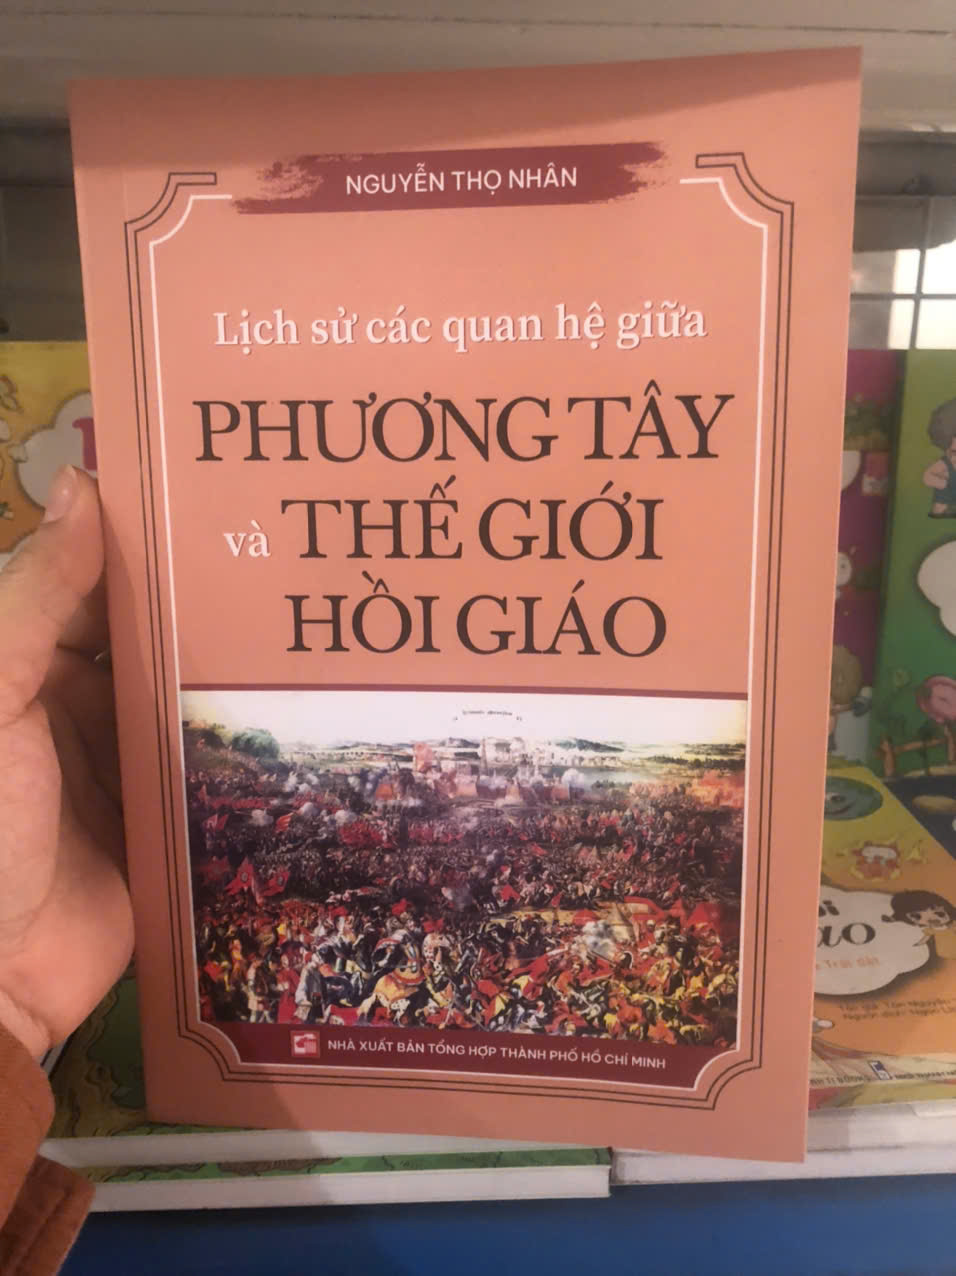 NGUYỄN THỌ NHÂN
Lịch sử các quan hệ giữa
PHƯƠNG TÂY
và THẾ GIỚI
HỒI GIÁO
NHÀ XUẤT BẢN TỔNG HỢP THÀNH PHỐ HỒ CHÍ MINH